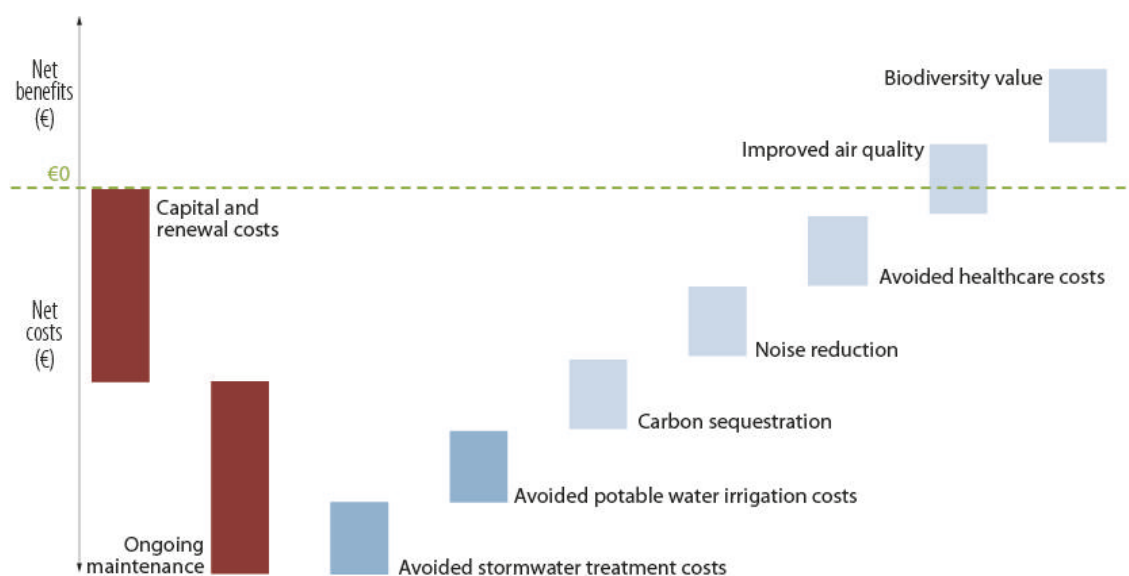 Net
benefits
(€)
€0
Net
costs
(€)
Capital and
renewal costs
Ongoing
maintenance
Avoided stormwater treatment costs
Avoided potable water irrigation costs
Carbon sequestration
Noise reduction
Avoided healthcare costs
Improved air quality
Biodiversity value